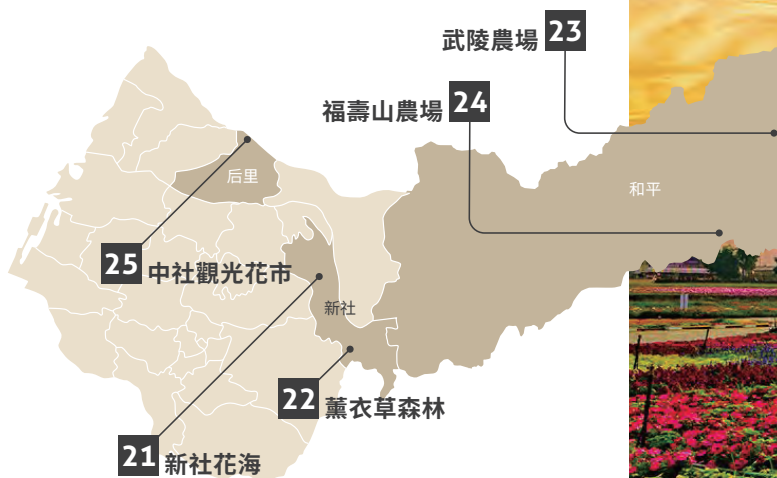 武陵農場 23
福壽山農場 24
后里
和平
25 中社觀光花市
新社
22 薰衣草森林
21 新社花海